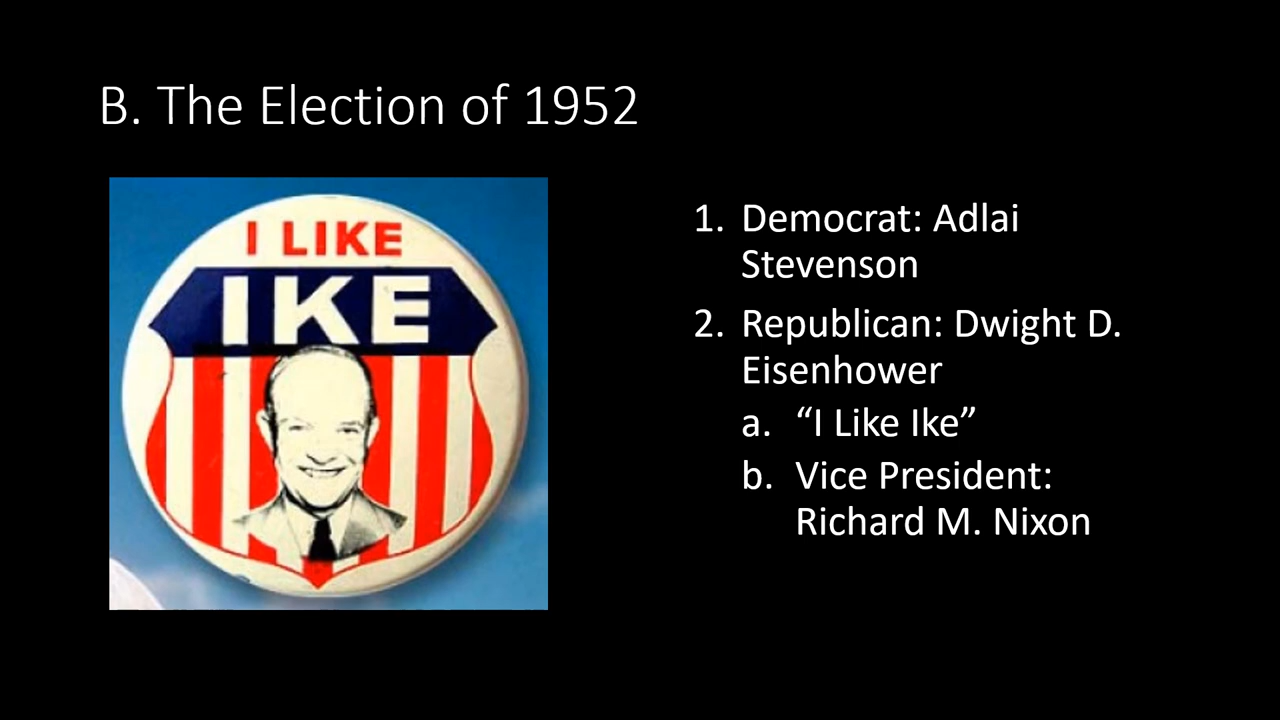 B. The Election of 1952
I LIKE
IKE
1. Democrat: Adlai
Stevenson
2. Republican: Dwight D.
Eisenhower
a. “I Like Ike”
b. Vice President:
Richard M. Nixon